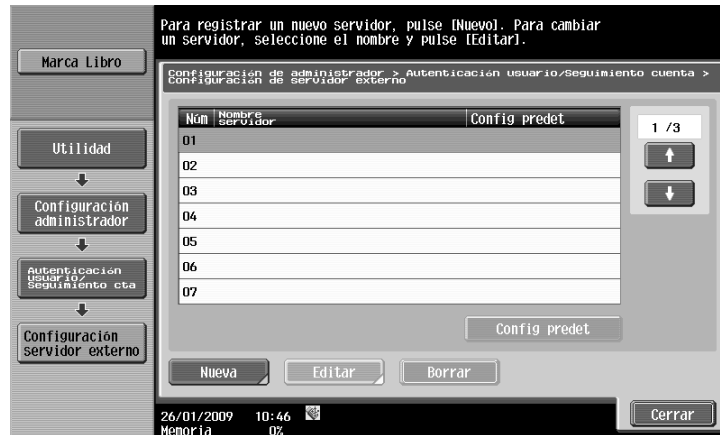 Para registrar un nuevo servidor, pulse [Nuevo]. Para cambiar
un servidor, seleccione el nombre y pulse [Editar].
Marca Libro
Configuración de administrador > Autenticación usuario/Seguimiento cuenta >
Configuración de servidor externo
Núm Nombre servidor Config predet
01
02
03
04
05
06
07
1 /3
Utilidad
Configuración
administrador
Autenticación
usuario/
Seguimiento cta
Configuración
servidor externo
Config predet
Nueva Editar Borrar
26/01/2009 10:46
Memoria 0%
Cerrar